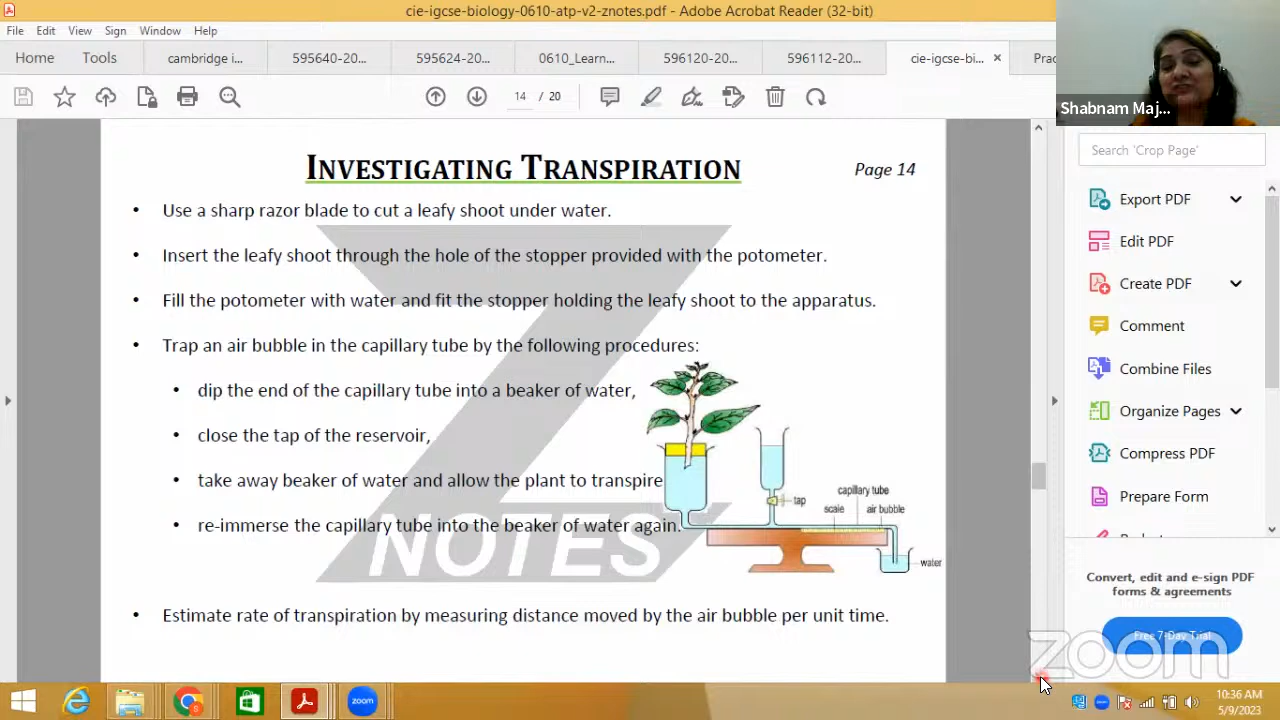 cie-igcse-biology-0610-atp-v2-znotes.pdf - Adobe Acrobat Reader (32-bit)
File Edit View Sign Window Help
Home Tools cambridge i... 595640-20... 595624-20... 0610_Learn... 596120-20... 596112-20... cie-igcse-bi... ×
14 / 20
Shabnam Maj...
INVESTIGATING TRANSPIRATION
Page 14
• Use a sharp razor blade to cut a leafy shoot under water.
• Insert the leafy shoot through the hole of the stopper provided with the potometer.
• Fill the potometer with water and fit the stopper holding the leafy shoot to the apparatus.
• Trap an air bubble in the capillary tube by the following procedures:
• dip the end of the capillary tube into a beaker of water,
• close the tap of the reservoir,
• take away beaker of water and allow the plant to transpire
• re-immerse the capillary tube into the beaker of water again.
tap
capillary tube
scale
air bubble
water
Z
NOTES
• Estimate rate of transpiration by measuring distance moved by the air bubble per unit time.
Search 'Crop Page'
Export PDF
Edit PDF
Create PDF
Comment
Combine Files
Organize Pages
Compress PDF
Prepare Form
Convert, edit and e-sign PDF
forms & agreements
Free 7-Day Trial
zoom
zoom
10:36 AM
5/9/2023